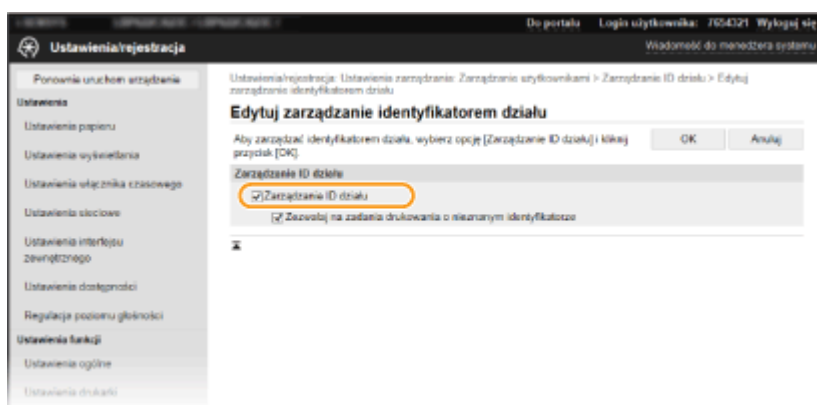 Do portalu Login użytkownika: 7654321 Wyloguj się
Ustawienia/rejestracja
Wiadomość do menedżera systemu
Ponownie uruchom urządzenie
Ustawienia
Ustawienia papieru
Ustawienia wyświetlania
Ustawienia włącznika czasowego
Ustawienia sieciowe
Ustawienia interfejsu
zewnętrznego
Ustawienia dostępności
Regulacja poziomu głośności
Ustawienia funkcji
Ustawienia ogólne
Ustawienia drukarki
Ustawienia/rejestracja: Ustawienia zarządzania: Zarządzanie użytkownikami > Zarządzanie ID działu > Edytuj
zarządzanie identyfikatorem działu
Edytuj zarządzanie identyfikatorem działu
Aby zarządzać identyfikatorem działu, wybierz opcję [Zarządzanie ID działu] i kliknij
przycisk [OK].
OK Anuluj
Zarządzanie ID działu
Zarządzanie ID działu
Zezwalaj na zadania drukowania o nieznanym identyfikatorze